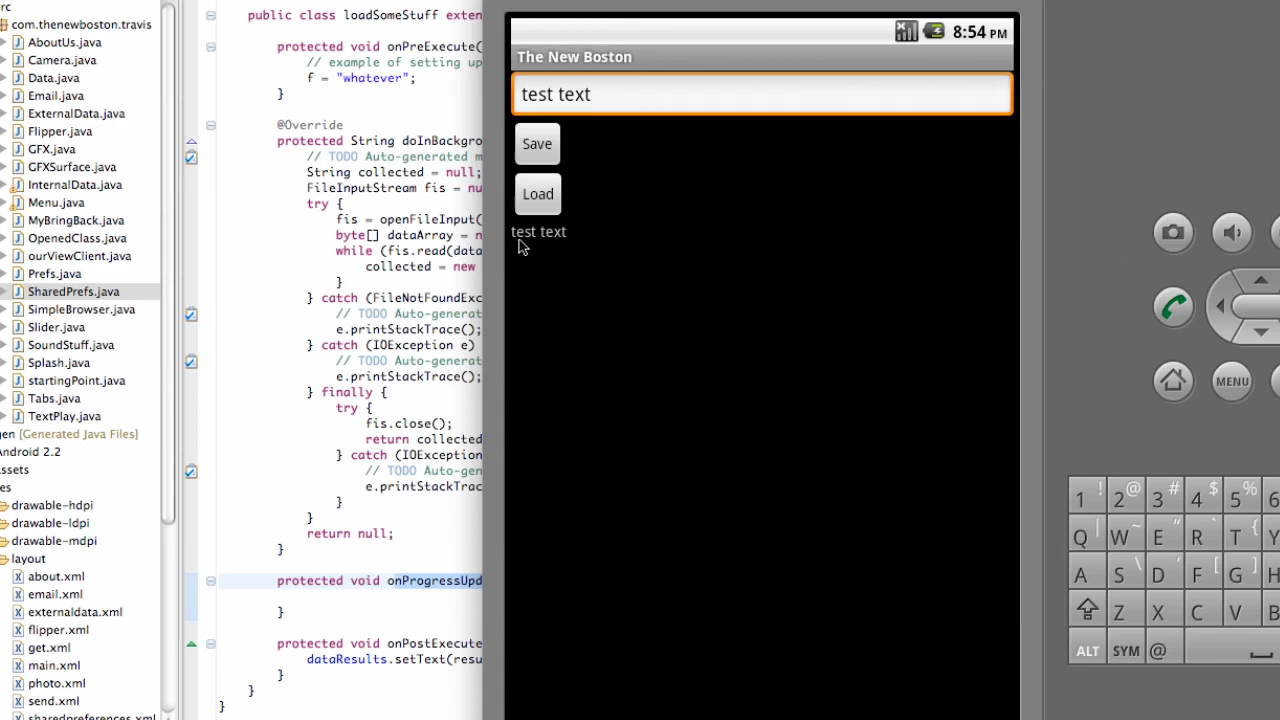 rc
com.thenewboston.travis
AboutUs.java
Camera.java
Data.java
Email.java
ExternalData.java
Flipper.java
GFX.java
GFXSurface.java
InternalData.java
Menu.java
MyBringBack.java
OpenedClass.java
ourViewClient.java
Prefs.java
SharedPrefs.java
SimpleBrowser.java
Slider.java
SoundStuff.java
Splash.java
startingPoint.java
Tabs.java
TextPlay.java
gen [Generated Java Files]
Android 2.2
assets
es
drawable-hdpi
drawable-ldpi
drawable-mdpi
layout
about.xml
email.xml
externaldata.xml
flipper.xml
get.xml
main.xml
photo.xml
send.xml
sharedpreferences.xml
public class loadSomeStuff exten
protected void onPreExecute(
// example of setting up
f = "whatever";
}
@Override
protected String doInBackgro
// TODO Auto-generated m
String collected = null;
FileInputStream fis = nu
try {
fis = openFileInput(
byte[] dataArray = n
while (fis.read(data
collected = new
}
} catch (FileNotFoundExc
// TODO Auto-generat
e.printStackTrace();
} catch (IOException e)
// TODO Auto-generat
e.printStackTrace();
} finally {
try {
fis.close();
return collected
} catch (IOException
// TODO Auto-gen
e.printStackTrac
}
}
return null;
}
protected void onProgressUpd
}
protected void onPostExecute
dataResults.setText(resu
}
}
}
8:54 PM
The New Boston
test text
Save
Load
test text
MENU
1 ! 2 @ 3 # 4 $ 5 % 6
Q | W ~ E " R ` T { Y
A S \ D ' F [ G ] H
Z X C V B
ALT SYM @